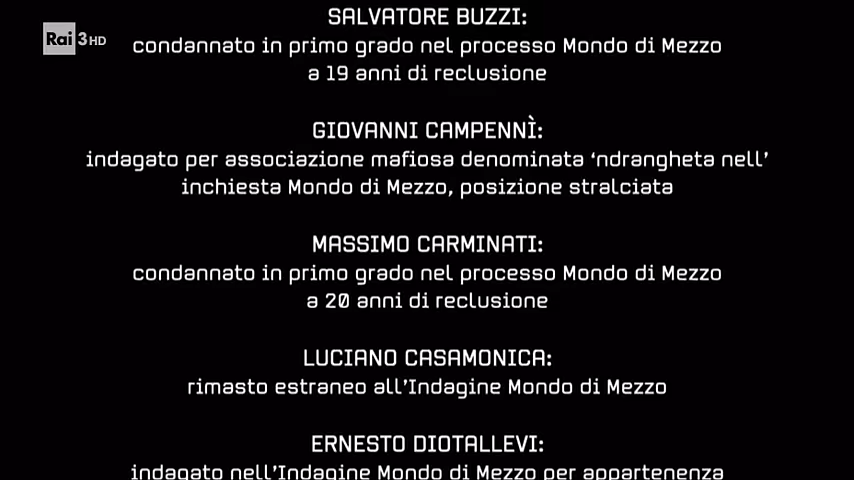 SALVATORE BUZZI:
Rai 3HD
condannato in primo grado nel processo Mondo di Mezzo
a 19 anni di reclusione
GIOVANNI CAMPENNÌ:
indagato per associazione mafiosa denominata ‘ndrangheta nell’
inchiesta Mondo di Mezzo, posizione stralciata
MASSIMO CARMINATI:
condannato in primo grado nel processo Mondo di Mezzo
a 20 anni di reclusione
LUCIANO CASAMONICA:
rimasto estraneo all’Indagine Mondo di Mezzo
ERNESTO DIOTALLEVI:
indagato nell’Indagine Mondo di Mezzo per appartenenza